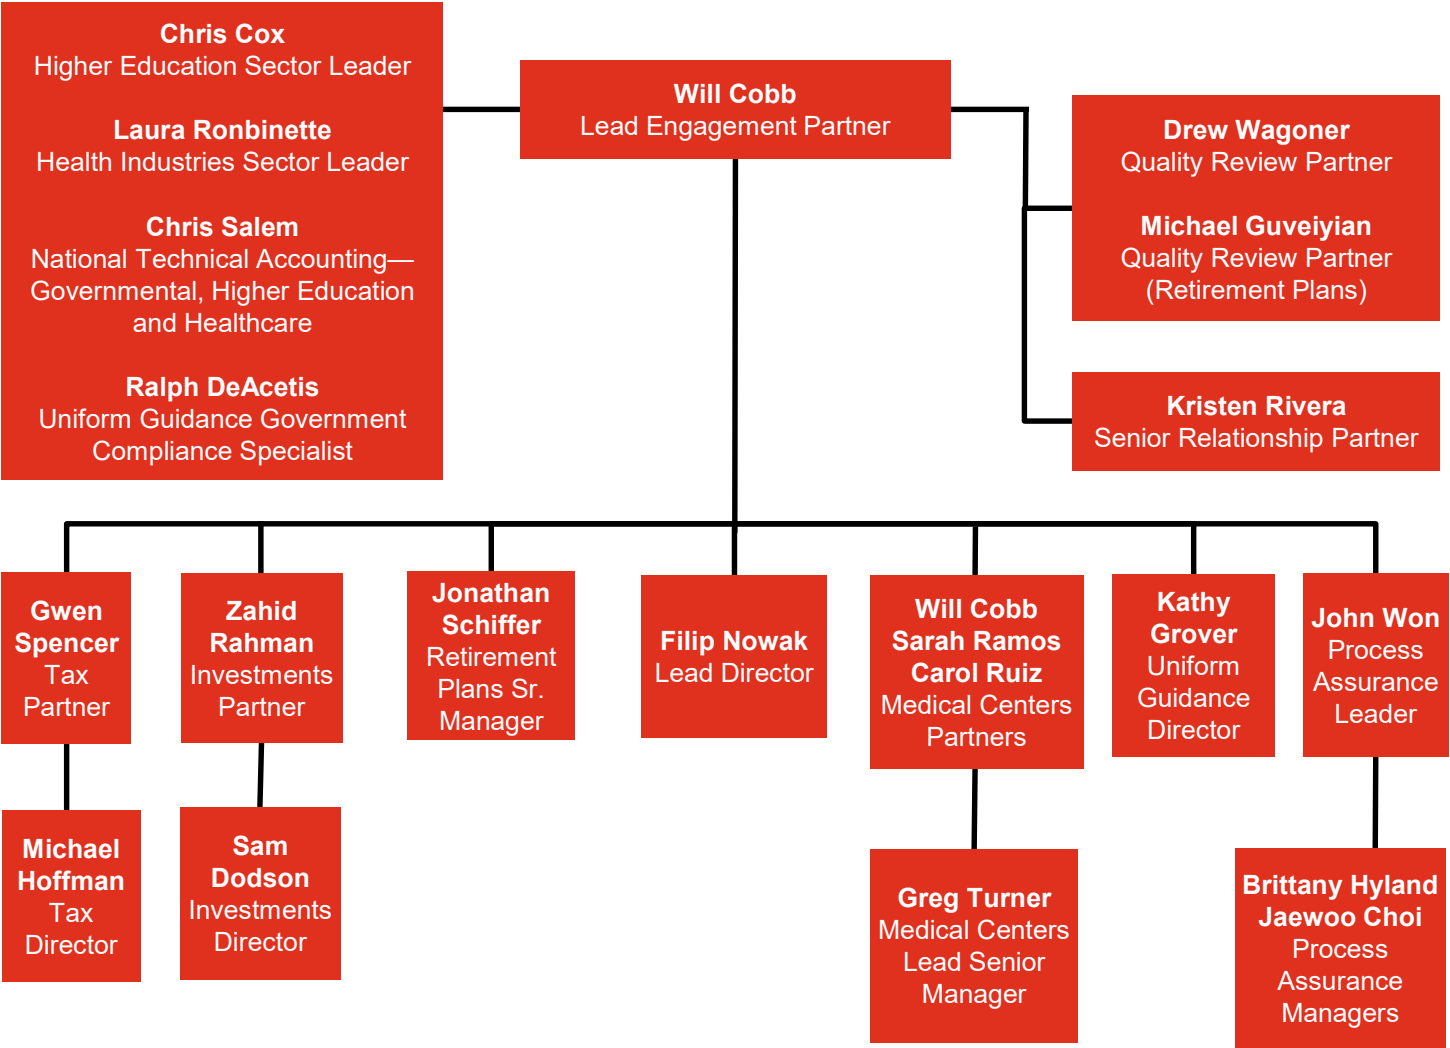 Chris Cox
Higher Education Sector Leader
Laura Ronbinette
Health Industries Sector Leader
Chris Salem
National Technical Accounting—
Governmental, Higher Education
and Healthcare
Ralph DeAcetis
Uniform Guidance Government
Compliance Specialist
Will Cobb
Lead Engagement Partner
Drew Wagoner
Quality Review Partner
Michael Guveiyian
Quality Review Partner
(Retirement Plans)
Kristen Rivera
Senior Relationship Partner
Gwen
Spencer
Tax
Partner
Zahid
Rahman
Investments
Partner
Jonathan
Schiffer
Retirement
Plans Sr.
Manager
Filip Nowak
Lead Director
Will Cobb
Sarah Ramos
Carol Ruiz
Medical Centers
Partners
Kathy
Grover
Uniform
Guidance
Director
John Won
Process
Assurance
Leader
Michael
Hoffman
Tax
Director
Sam
Dodson
Investments
Director
Greg Turner
Medical Centers
Lead Senior
Manager
Brittany Hyland
Jaewoo Choi
Process
Assurance
Managers